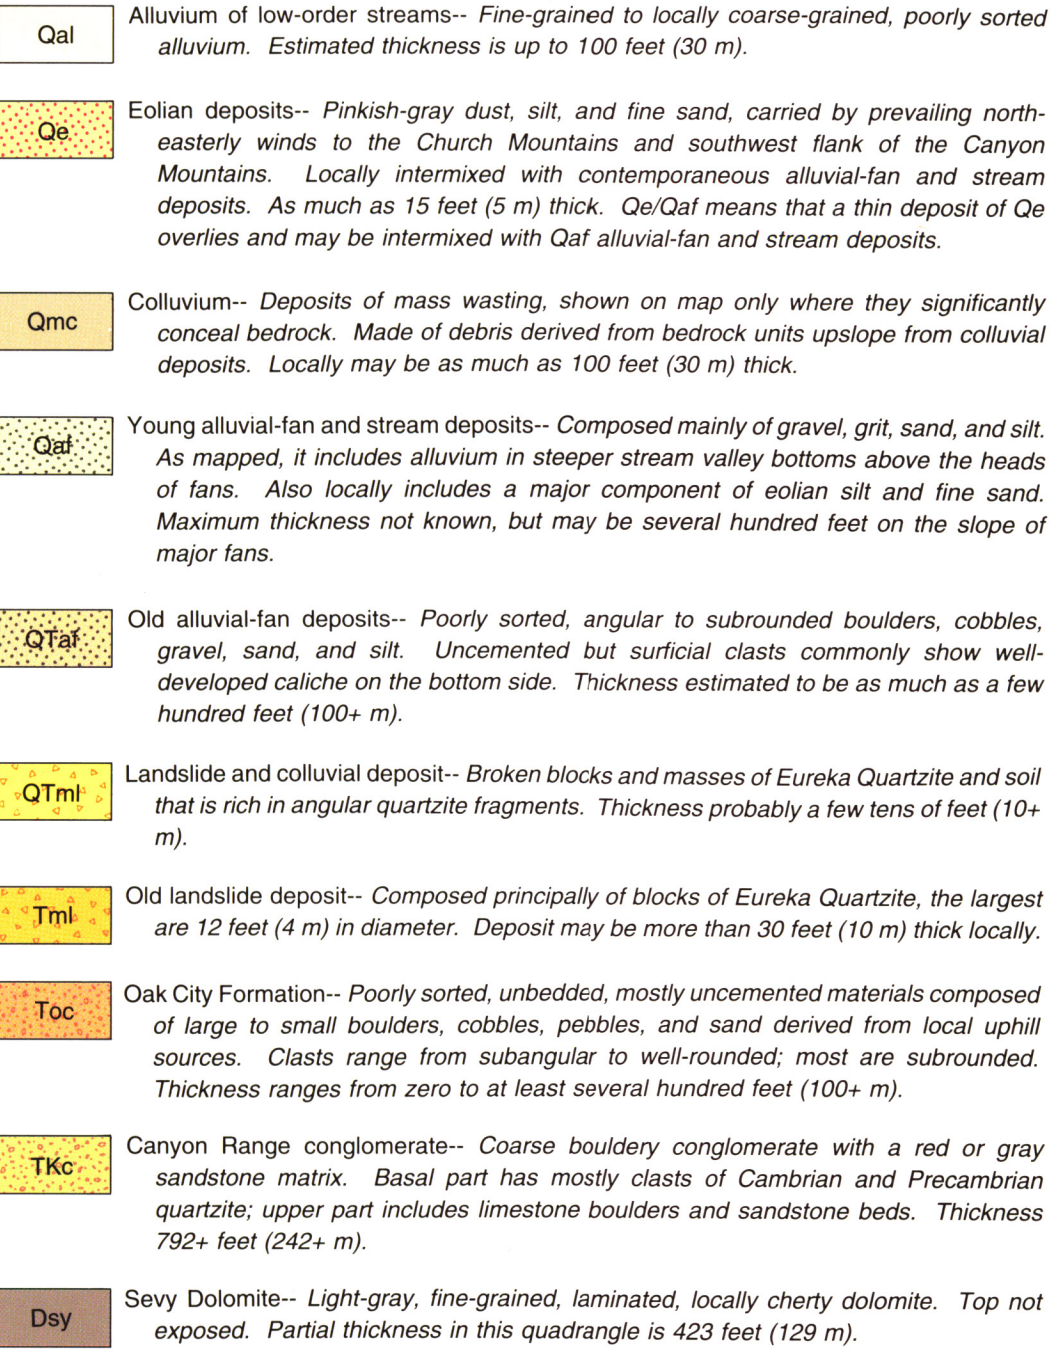 Qal
Alluvium of low-order streams-- Fine-grained to locally coarse-grained, poorly sorted
alluvium. Estimated thickness is up to 100 feet (30 m).
Qe
Eolian deposits-- Pinkish-gray dust, silt, and fine sand, carried by prevailing north-
easterly winds to the Church Mountains and southwest flank of the Canyon
Mountains. Locally intermixed with contemporaneous alluvial-fan and stream
deposits. As much as 15 feet (5 m) thick. Qe/Qaf means that a thin deposit of Qe
overlies and may be intermixed with Qaf alluvial-fan and stream deposits.
Qmc
Colluvium-- Deposits of mass wasting, shown on map only where they significantly
conceal bedrock. Made of debris derived from bedrock units upslope from colluvial
deposits. Locally may be as much as 100 feet (30 m) thick.
Qaf
Young alluvial-fan and stream deposits-- Composed mainly of gravel, grit, sand, and silt.
As mapped, it includes alluvium in steeper stream valley bottoms above the heads
of fans. Also locally includes a major component of eolian silt and fine sand.
Maximum thickness not known, but may be several hundred feet on the slope of
major fans.
QTaf
Old alluvial-fan deposits-- Poorly sorted, angular to subrounded boulders, cobbles,
gravel, sand, and silt. Uncemented but surficial clasts commonly show well-
developed caliche on the bottom side. Thickness estimated to be as much as a few
hundred feet (100+ m).
QTml
Landslide and colluvial deposit-- Broken blocks and masses of Eureka Quartzite and soil
that is rich in angular quartzite fragments. Thickness probably a few tens of feet (10+
m).
Tml
Old landslide deposit-- Composed principally of blocks of Eureka Quartzite, the largest
are 12 feet (4 m) in diameter. Deposit may be more than 30 feet (10 m) thick locally.
Toc
Oak City Formation-- Poorly sorted, unbedded, mostly uncemented materials composed
of large to small boulders, cobbles, pebbles, and sand derived from local uphill
sources. Clasts range from subangular to well-rounded; most are subrounded.
Thickness ranges from zero to at least several hundred feet (100+ m).
TKc
Canyon Range conglomerate-- Coarse bouldery conglomerate with a red or gray
sandstone matrix. Basal part has mostly clasts of Cambrian and Precambrian
quartzite; upper part includes limestone boulders and sandstone beds. Thickness
792+ feet (242+ m).
Dsy
Sevy Dolomite-- Light-gray, fine-grained, laminated, locally cherty dolomite. Top not
exposed. Partial thickness in this quadrangle is 423 feet (129 m).